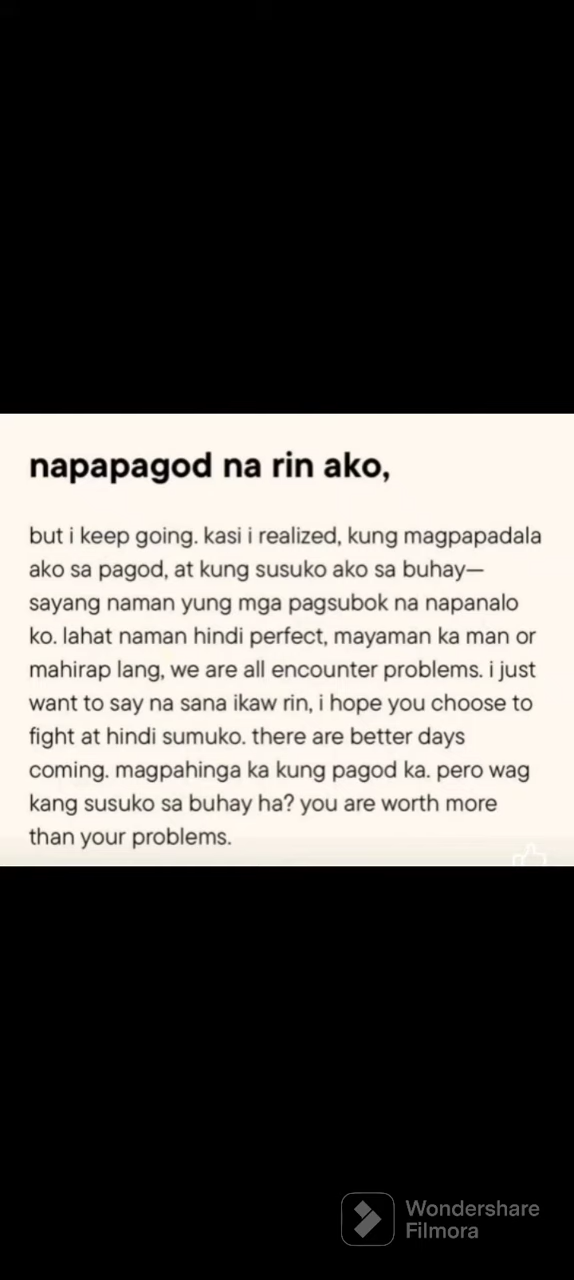 napapagod na rin ako,
but i keep going. kasi i realized, kung magpapadala
ako sa pagod, at kung susuko ako sa buhay—
sayang naman yung mga pagsubok na napanalo
ko. lahat naman hindi perfect, mayaman ka man or
mahirap lang, we are all encounter problems. i just
want to say na sana ikaw rin, i hope you choose to
fight at hindi sumuko. there are better days
coming. magpahinga ka kung pagod ka. pero wag
kang susuko sa buhay ha? you are worth more
than your problems.
Wondershare
Filmora